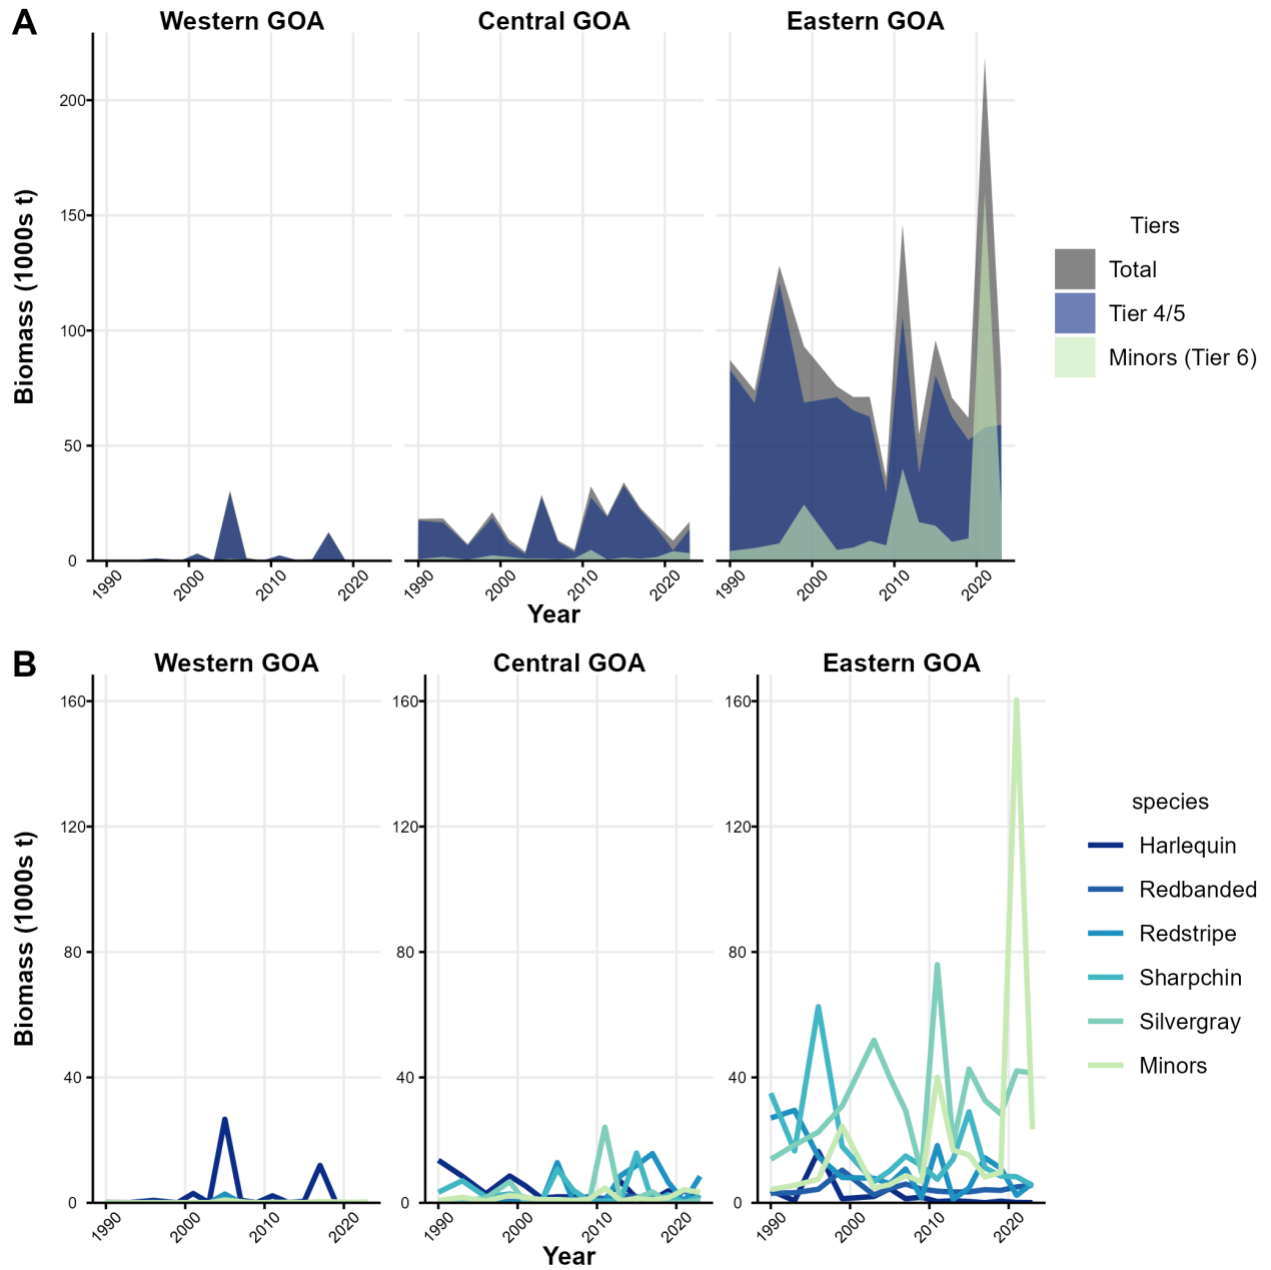 A
Western GOA
Central GOA
Eastern GOA
Biomass (1000s t)
200
150
100
50
0
1990
2000
2010
2020
1990
2000
2010
2020
1990
2000
2010
2020
Year
Tiers
Total
Tier 4/5
Minors (Tier 6)
B
Western GOA
Central GOA
Eastern GOA
Biomass (1000s t)
160
120
80
40
0
160
120
80
40
0
160
120
80
40
0
1990
2000
2010
2020
1990
2000
2010
2020
1990
2000
2010
2020
Year
species
Harlequin
Redbanded
Redstripe
Sharpchin
Silvergray
Minors